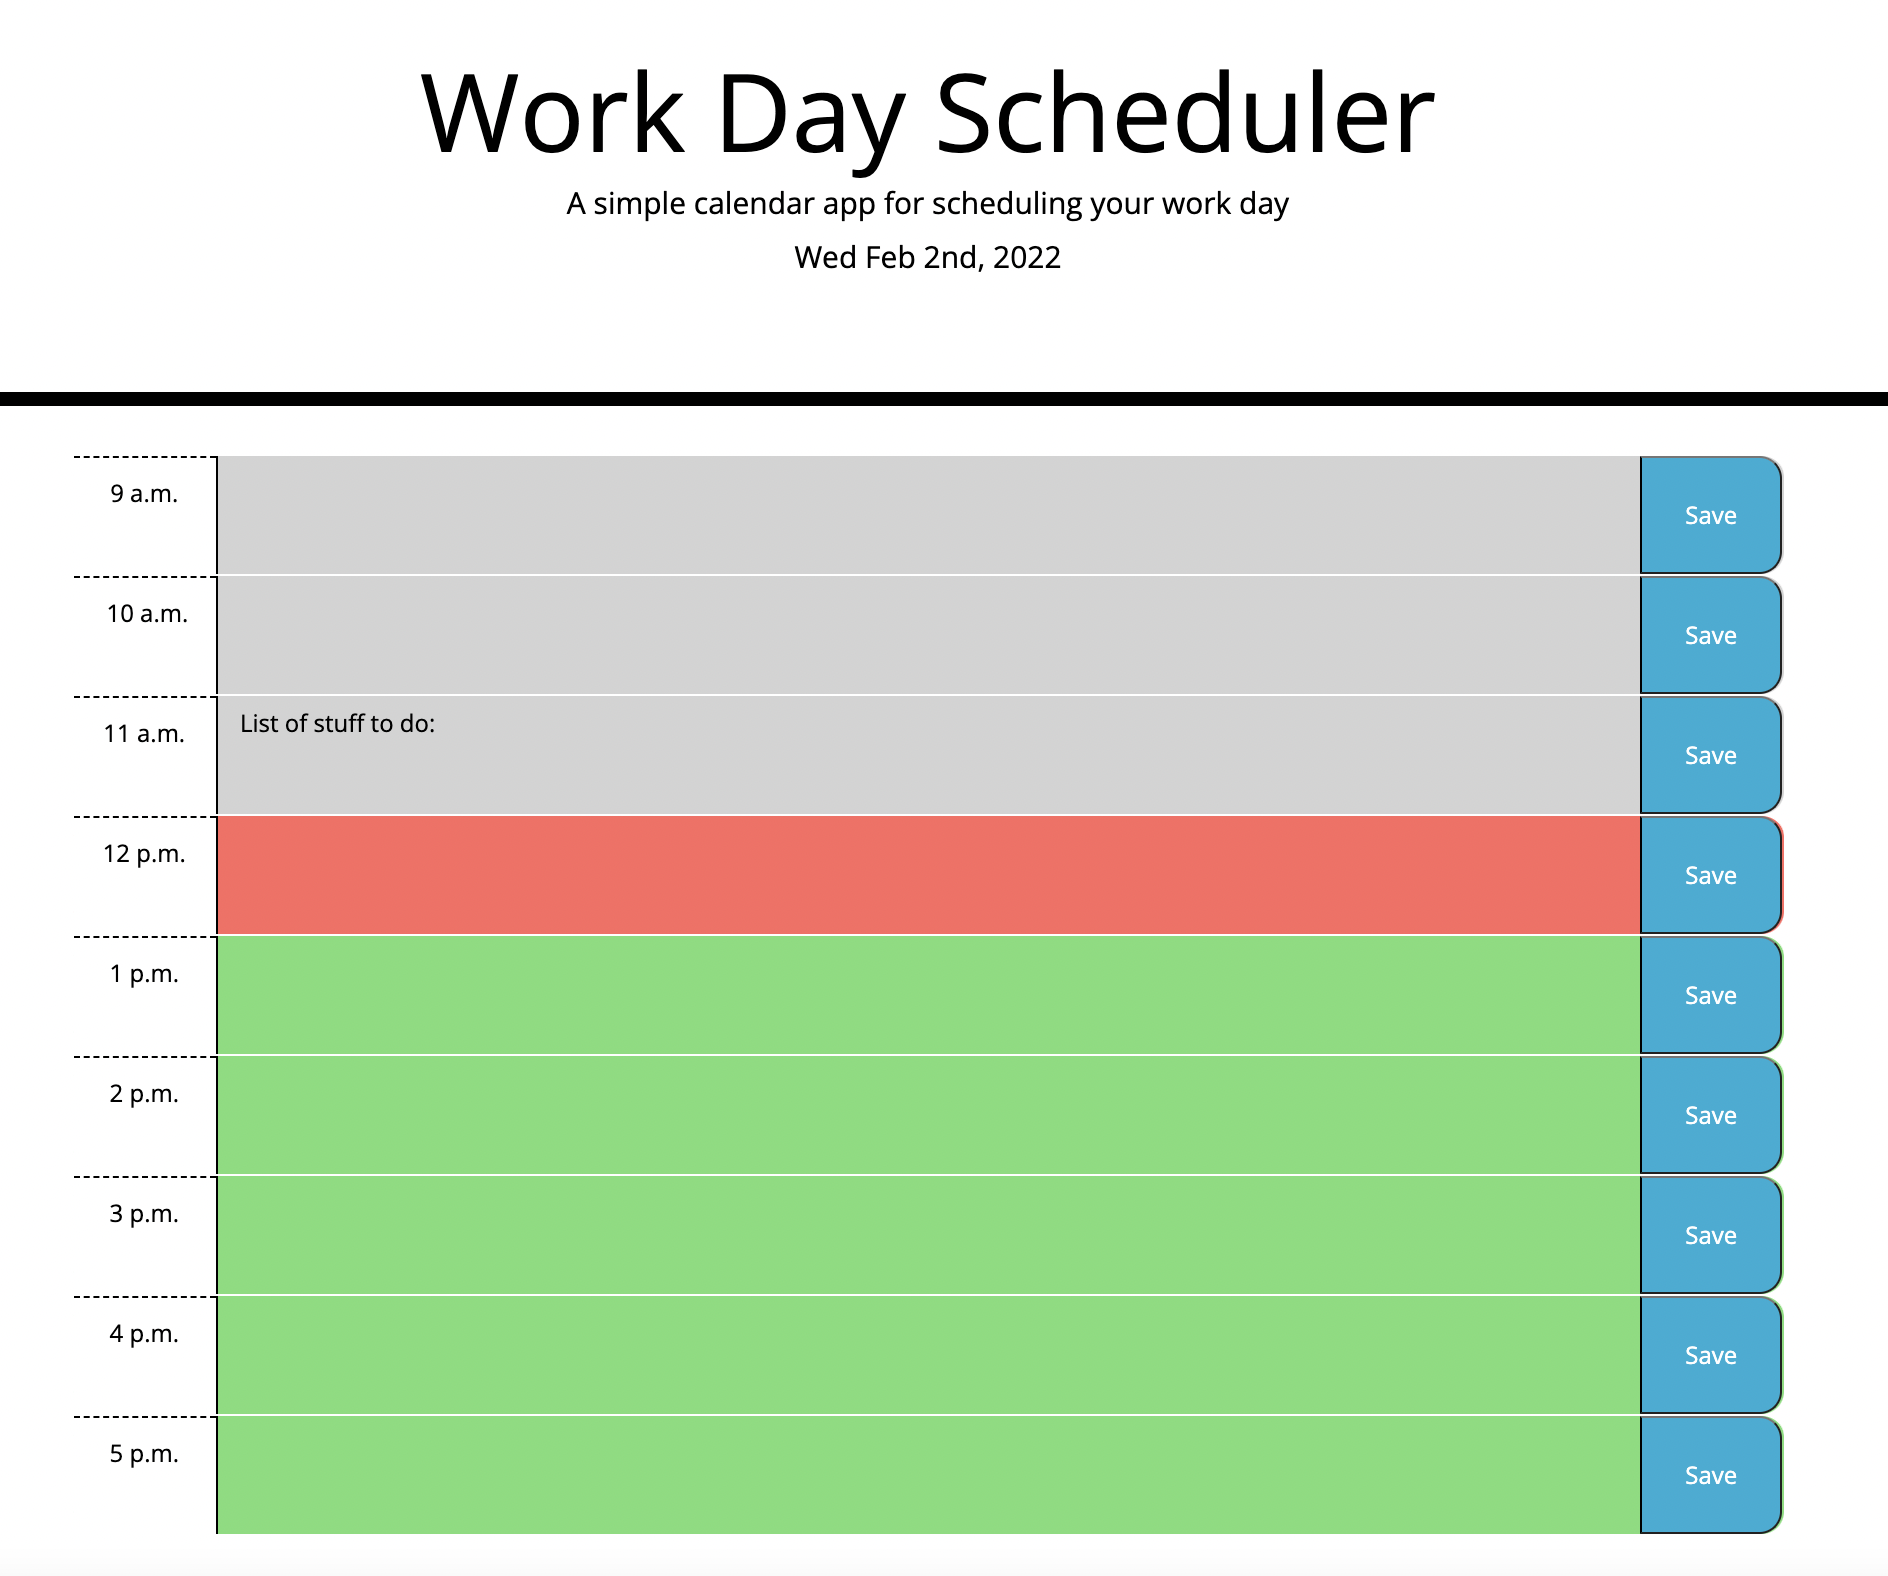 Work Day Scheduler
A simple calendar app for scheduling your work day
Wed Feb 2nd, 2022
9 a.m.
Save
10 a.m.
Save
11 a.m.
List of stuff to do:
Save
12 p.m.
Save
1 p.m.
Save
2 p.m.
Save
3 p.m.
Save
4 p.m.
Save
5 p.m.
Save